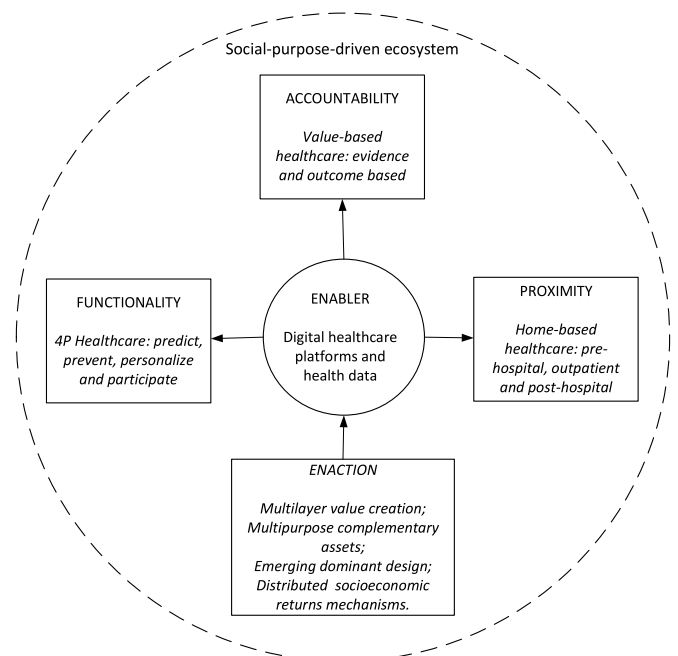 Social-purpose-driven ecosystem
ACCOUNTABILITY
Value-based
healthcare: evidence
and outcome based
FUNCTIONALITY
4P Healthcare: predict,
prevent, personalize
and participate
ENABLER
Digital healthcare
platforms and
health data
PROXIMITY
Home-based
healthcare: pre-
hospital, outpatient
and post-hospital
ENACTION
Multilayer value creation;
Multipurpose complementary
assets;
Emerging dominant design;
Distributed socioeconomic
returns mechanisms.